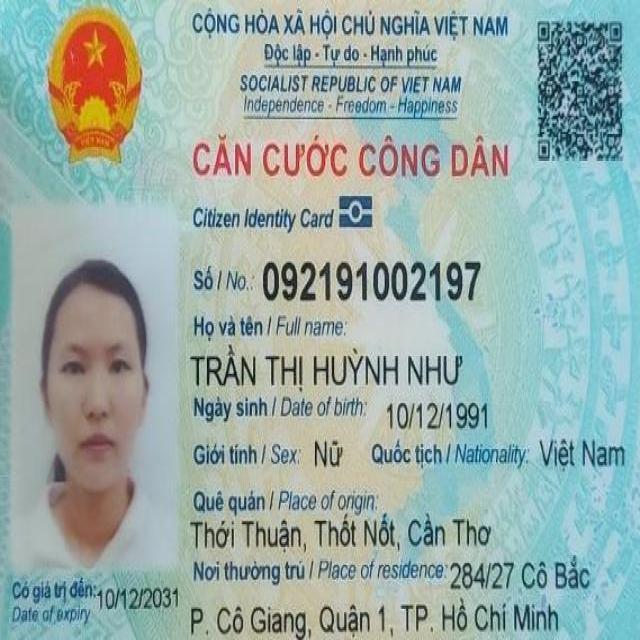 CỘNG HÒA XÃ HỘI CHỦ NGHĨA VIỆT NAM
Độc lập - Tự do - Hạnh phúc
SOCIALIST REPUBLIC OF VIET NAM
Independence - Freedom - Happiness
CĂN CƯỚC CÔNG DÂN
Citizen Identity Card
Số / No.: 092191002197
Họ và tên / Full name:
TRẦN THỊ HUỲNH NHƯ
Ngày sinh / Date of birth: 10/12/1991
Giới tính / Sex: Nữ Quốc tịch / Nationality: Việt Nam
Quê quán / Place of origin:
Thới Thuận, Thốt Nốt, Cần Thơ
Nơi thường trú / Place of residence: 284/27 Cô Bắc
P. Cô Giang, Quận 1, TP. Hồ Chí Minh
Có giá trị đến: 10/12/2031
Date of expiry